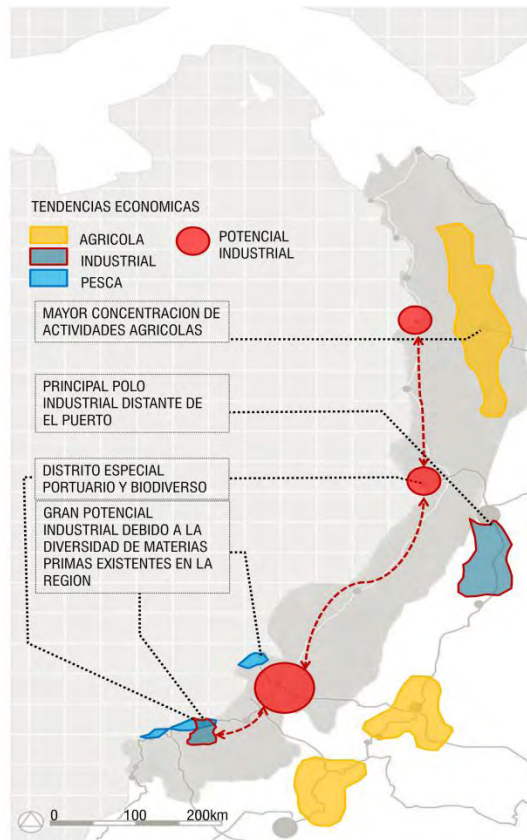 TENDENCIAS ECONOMICAS
AGRICOLA
INDUSTRIAL
PESCA
POTENCIAL
INDUSTRIAL
MAYOR CONCENTRACION DE
ACTIVIDADES AGRICOLAS
PRINCIPAL POLO
INDUSTRIAL DISTANTE DE
EL PUERTO
DISTRITO ESPECIAL
PORTUARIO Y BIODIVERSO
GRAN POTENCIAL
INDUSTRIAL DEBIDO A LA
DIVERSIDAD DE MATERIAS
PRIMAS EXISTENTES EN LA
REGION
0 100 200km